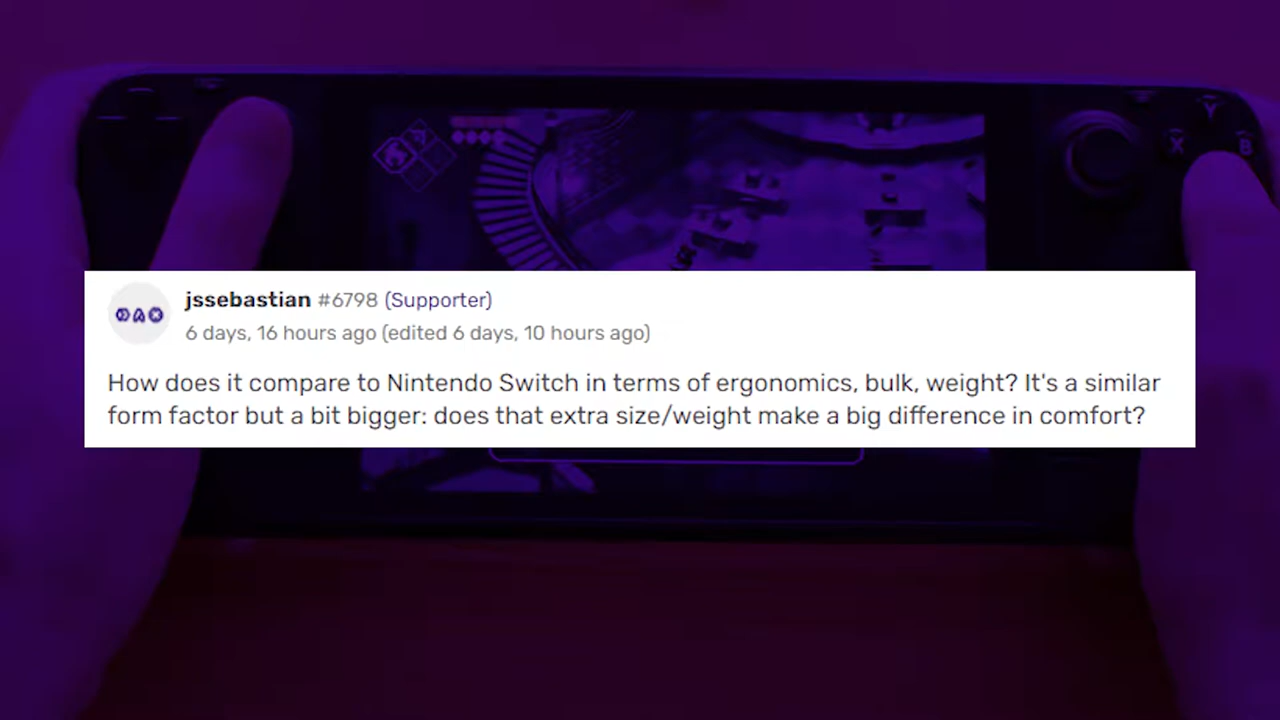 jssebastian #6798 (Supporter)
6 days, 16 hours ago (edited 6 days, 10 hours ago)
How does it compare to Nintendo Switch in terms of ergonomics, bulk, weight? It's a similar
form factor but a bit bigger: does that extra size/weight make a big difference in comfort?
Y
X
B